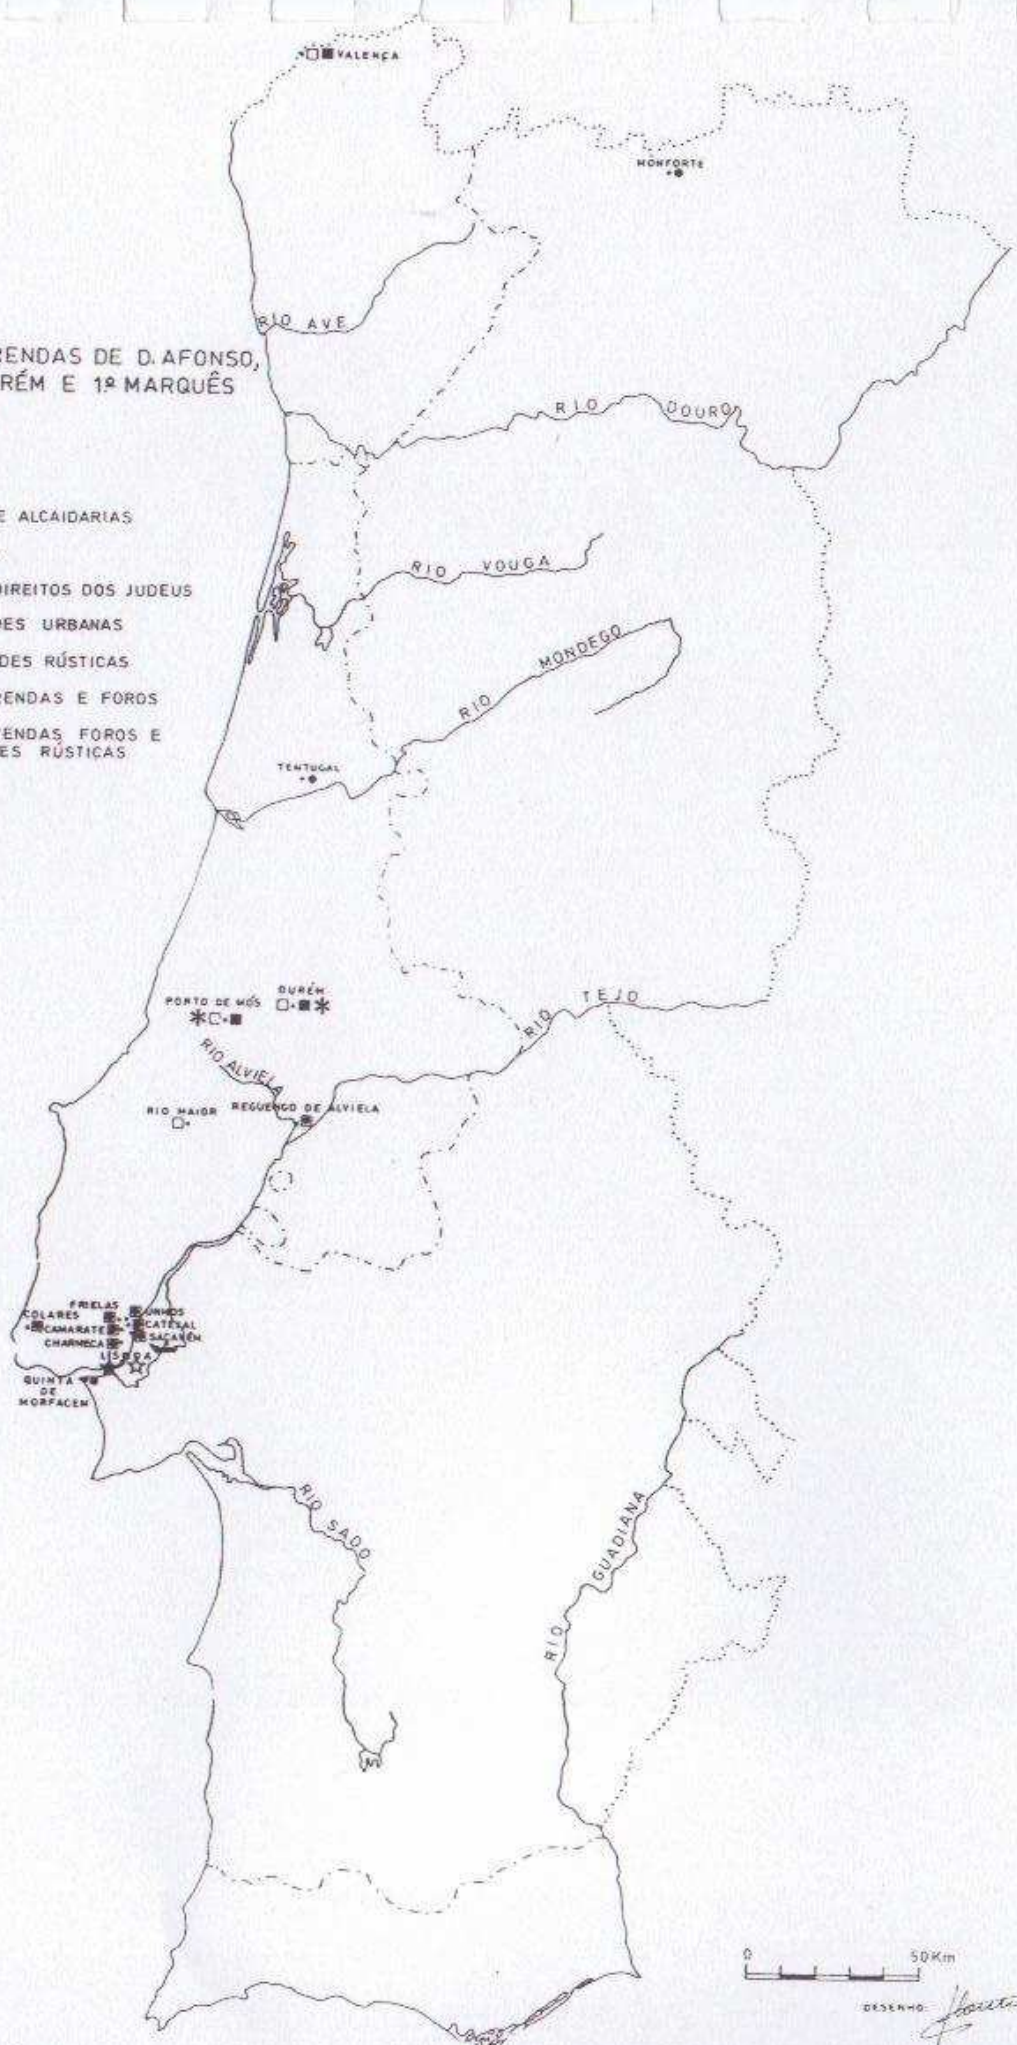 VALENÇA
MONFORTE
RIO AVE
RENDAS DE D. AFONSO,
RÉM E 1º MARQUÊS
RIO DOURO
E ALCAIDARIAS
RIO VOUGA
DIREITOS DOS JUDEUS
DES URBANAS
DES RÚSTICAS
RENDAS E FOROS
ENDAS FOROS E
ES RÚSTICAS
RIO MONDEGO
TENTUGAL
OURÉM
PORTO DE MÓS
RIO TEJO
RIO ALVIELA
RIO MAIOR
REGUENGO DE ALVIELA
FRIELAS
UNHOS
COLARES
CATESAL
CAMARATE
SACAVÉM
CHARNECA
LISBOA
QUINTA
DE
MORFACEM
RIO SADO
RIO GUADIANA
0 50 Km
DESENHO: